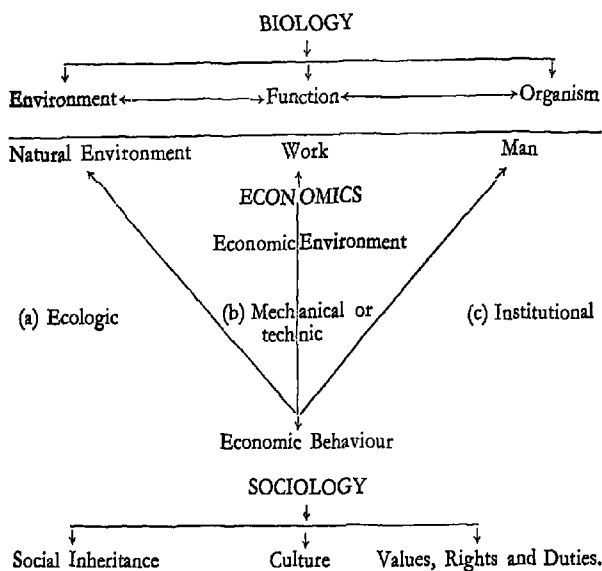 BIOLOGY
Environment Function Organism
Natural Environment Work Man
ECONOMICS
Economic Environment
(a) Ecologic (b) Mechanical or technic (c) Institutional
Economic Behaviour
SOCIOLOGY
Social Inheritance Culture Values, Rights and Duties.